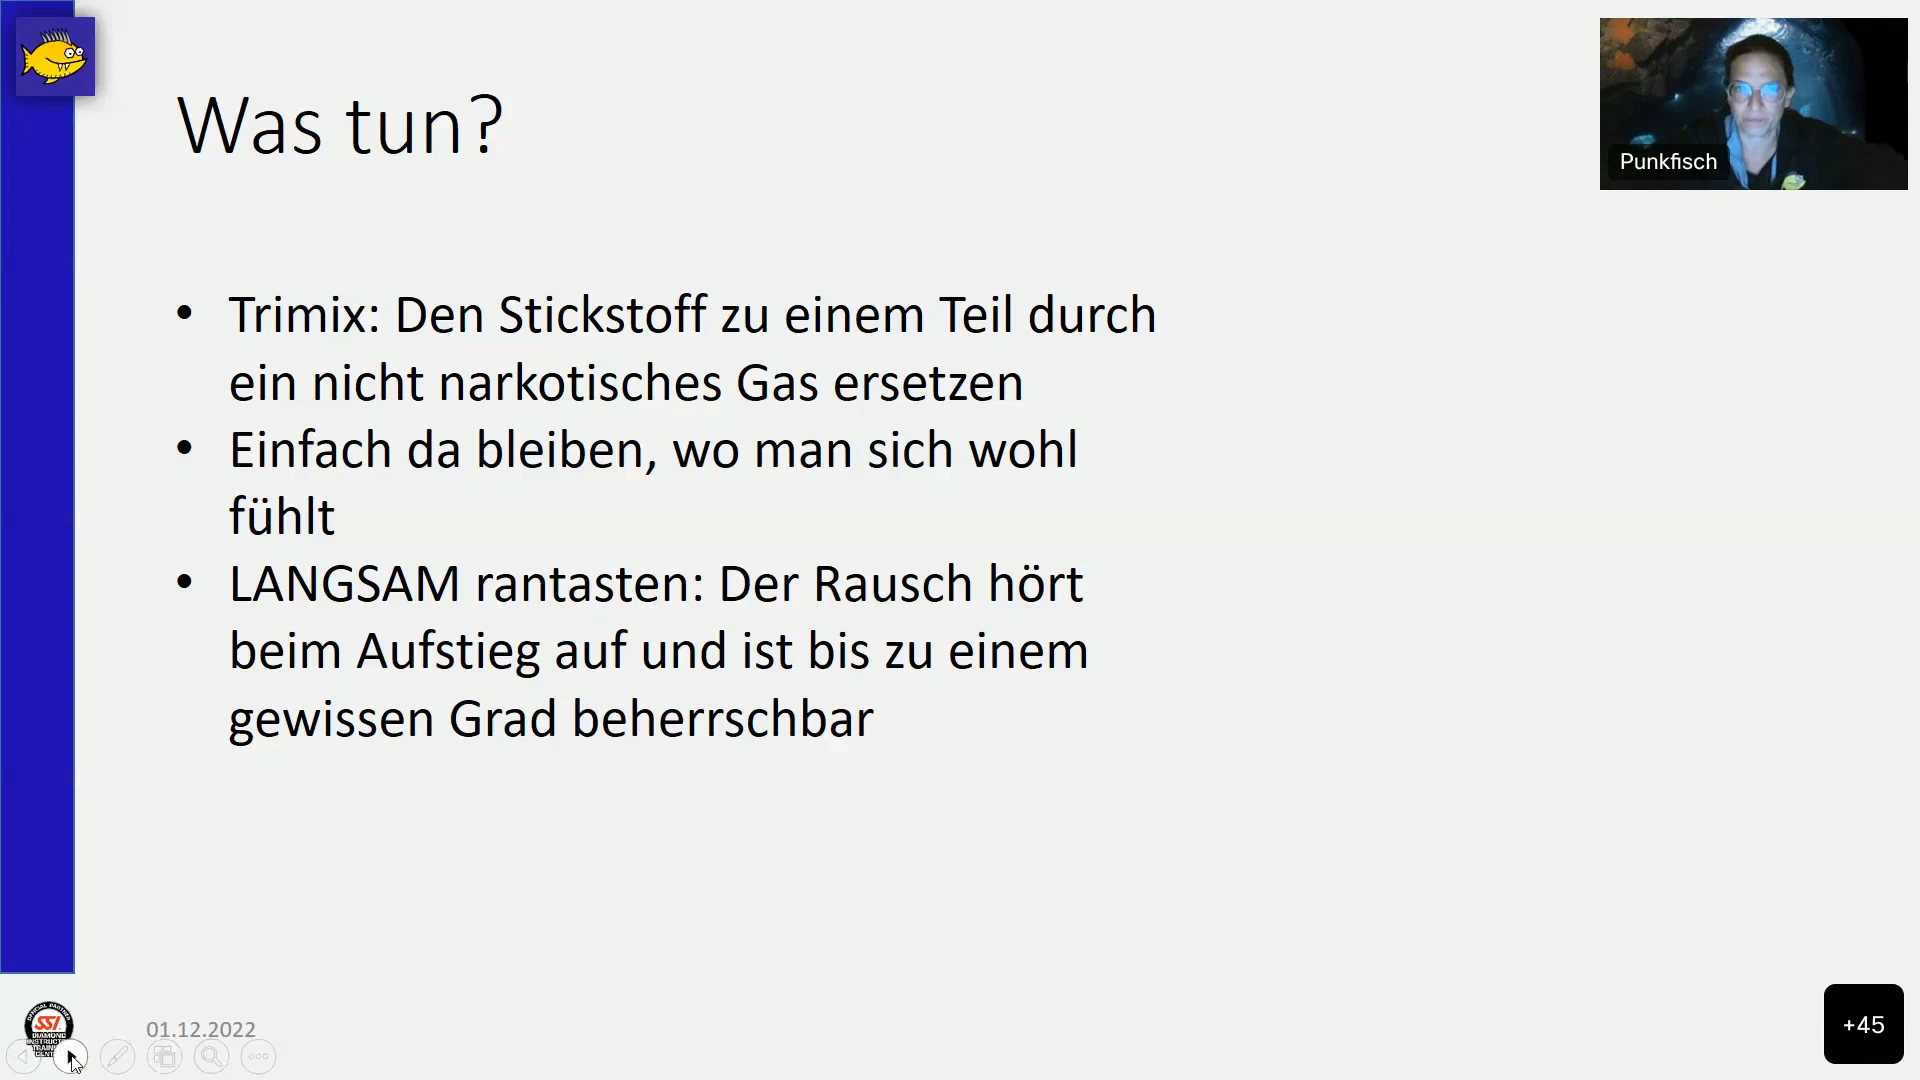 Was tun?
Punkfisch
• Trimix: Den Stickstoff zu einem Teil durch
ein nicht narkotisches Gas ersetzen
• Einfach da bleiben, wo man sich wohl
fühlt
• LANGSAM rantasten: Der Rausch hört
beim Aufstieg auf und ist bis zu einem
gewissen Grad beherrschbar
SSI
DIAMOND
01.12.2022
+45